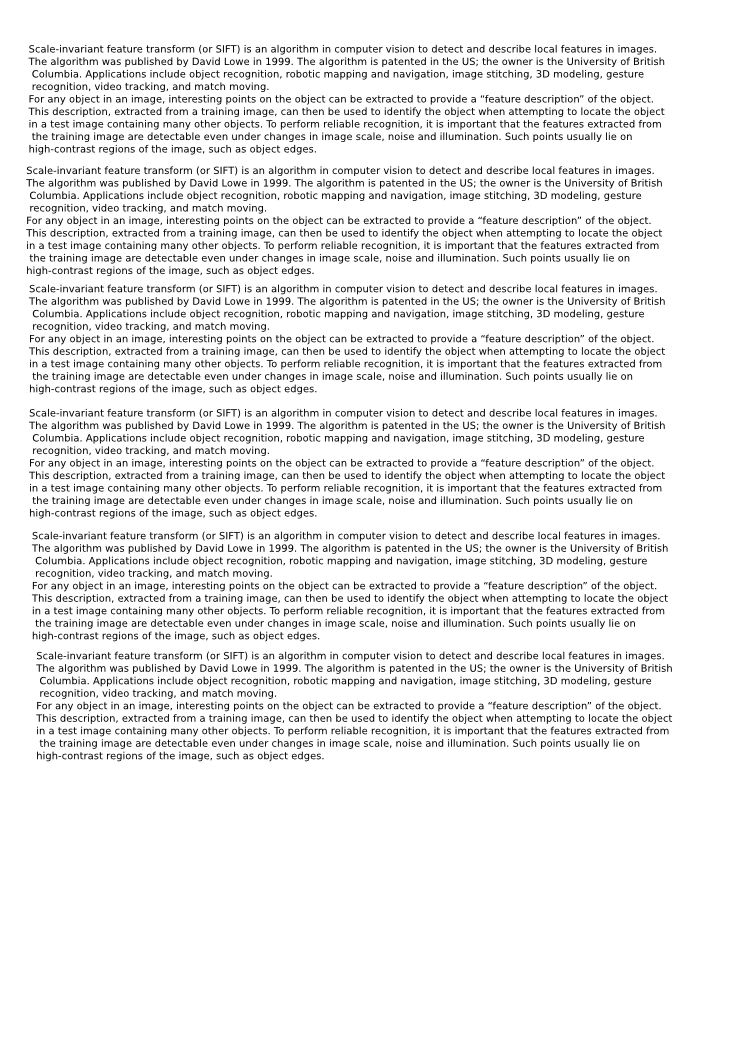 Scale-invariant feature transform (or SIFT) is an algorithm in computer vision to detect and describe local features in images.
The algorithm was published by David Lowe in 1999. The algorithm is patented in the US; the owner is the University of British
Columbia. Applications include object recognition, robotic mapping and navigation, image stitching, 3D modeling, gesture
recognition, video tracking, and match moving.
For any object in an image, interesting points on the object can be extracted to provide a “feature description” of the object.
This description, extracted from a training image, can then be used to identify the object when attempting to locate the object
in a test image containing many other objects. To perform reliable recognition, it is important that the features extracted from
the training image are detectable even under changes in image scale, noise and illumination. Such points usually lie on
high-contrast regions of the image, such as object edges.
Scale-invariant feature transform (or SIFT) is an algorithm in computer vision to detect and describe local features in images.
The algorithm was published by David Lowe in 1999. The algorithm is patented in the US; the owner is the University of British
Columbia. Applications include object recognition, robotic mapping and navigation, image stitching, 3D modeling, gesture
recognition, video tracking, and match moving.
For any object in an image, interesting points on the object can be extracted to provide a “feature description” of the object.
This description, extracted from a training image, can then be used to identify the object when attempting to locate the object
in a test image containing many other objects. To perform reliable recognition, it is important that the features extracted from
the training image are detectable even under changes in image scale, noise and illumination. Such points usually lie on
high-contrast regions of the image, such as object edges.
Scale-invariant feature transform (or SIFT) is an algorithm in computer vision to detect and describe local features in images.
The algorithm was published by David Lowe in 1999. The algorithm is patented in the US; the owner is the University of British
Columbia. Applications include object recognition, robotic mapping and navigation, image stitching, 3D modeling, gesture
recognition, video tracking, and match moving.
For any object in an image, interesting points on the object can be extracted to provide a “feature description” of the object.
This description, extracted from a training image, can then be used to identify the object when attempting to locate the object
in a test image containing many other objects. To perform reliable recognition, it is important that the features extracted from
the training image are detectable even under changes in image scale, noise and illumination. Such points usually lie on
high-contrast regions of the image, such as object edges.
Scale-invariant feature transform (or SIFT) is an algorithm in computer vision to detect and describe local features in images.
The algorithm was published by David Lowe in 1999. The algorithm is patented in the US; the owner is the University of British
Columbia. Applications include object recognition, robotic mapping and navigation, image stitching, 3D modeling, gesture
recognition, video tracking, and match moving.
For any object in an image, interesting points on the object can be extracted to provide a “feature description” of the object.
This description, extracted from a training image, can then be used to identify the object when attempting to locate the object
in a test image containing many other objects. To perform reliable recognition, it is important that the features extracted from
the training image are detectable even under changes in image scale, noise and illumination. Such points usually lie on
high-contrast regions of the image, such as object edges.
Scale-invariant feature transform (or SIFT) is an algorithm in computer vision to detect and describe local features in images.
The algorithm was published by David Lowe in 1999. The algorithm is patented in the US; the owner is the University of British
Columbia. Applications include object recognition, robotic mapping and navigation, image stitching, 3D modeling, gesture
recognition, video tracking, and match moving.
For any object in an image, interesting points on the object can be extracted to provide a “feature description” of the object.
This description, extracted from a training image, can then be used to identify the object when attempting to locate the object
in a test image containing many other objects. To perform reliable recognition, it is important that the features extracted from
the training image are detectable even under changes in image scale, noise and illumination. Such points usually lie on
high-contrast regions of the image, such as object edges.
Scale-invariant feature transform (or SIFT) is an algorithm in computer vision to detect and describe local features in images.
The algorithm was published by David Lowe in 1999. The algorithm is patented in the US; the owner is the University of British
Columbia. Applications include object recognition, robotic mapping and navigation, image stitching, 3D modeling, gesture
recognition, video tracking, and match moving.
For any object in an image, interesting points on the object can be extracted to provide a “feature description” of the object.
This description, extracted from a training image, can then be used to identify the object when attempting to locate the object
in a test image containing many other objects. To perform reliable recognition, it is important that the features extracted from
the training image are detectable even under changes in image scale, noise and illumination. Such points usually lie on
high-contrast regions of the image, such as object edges.